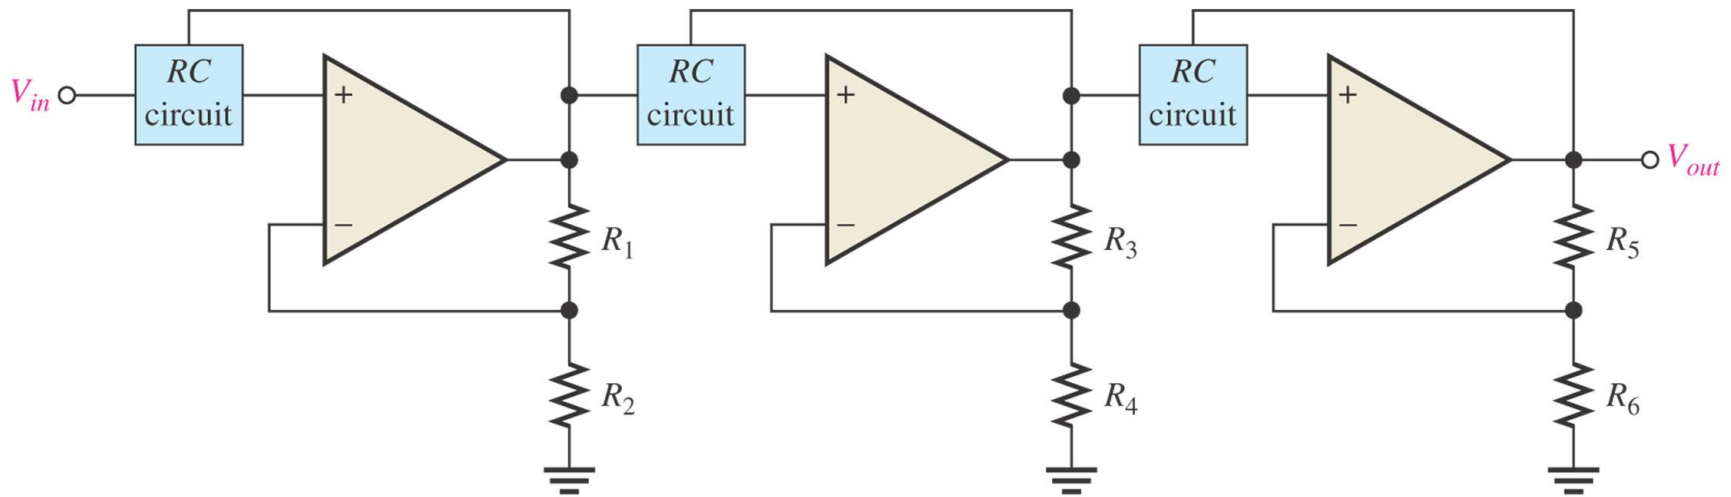 V_in
RC
circuit
+
−
R_1
R_2
RC
circuit
+
−
R_3
R_4
RC
circuit
+
−
R_5
R_6
V_out